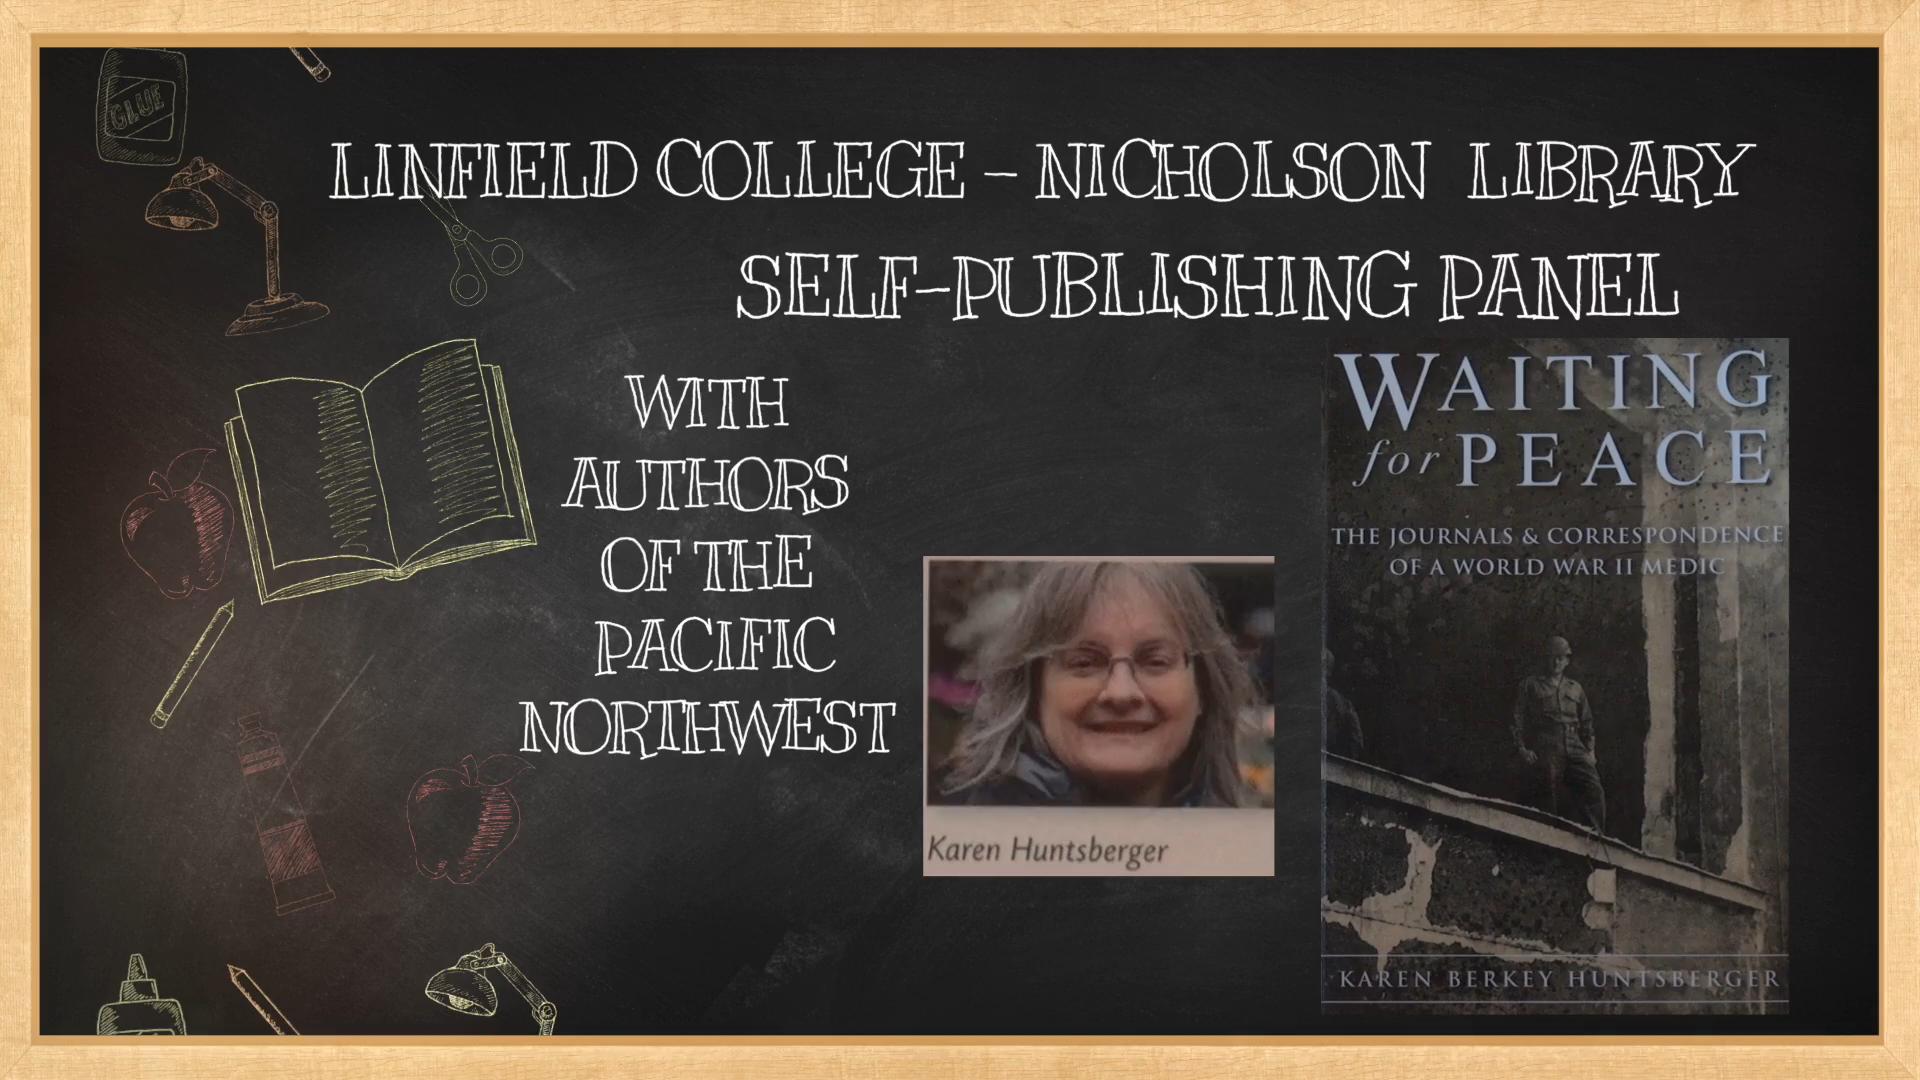 GLUE
LINFIELD COLLEGE - NICHOLSON LIBRARY
SELF-PUBLISHING PANEL
WITH
AUTHORS
OF THE
PACIFIC
NORTHWEST
Karen Huntsberger
WAITING
for PEACE
THE JOURNALS & CORRESPONDENCE
OF A WORLD WAR II MEDIC
KAREN BERKEY HUNTSBERGER